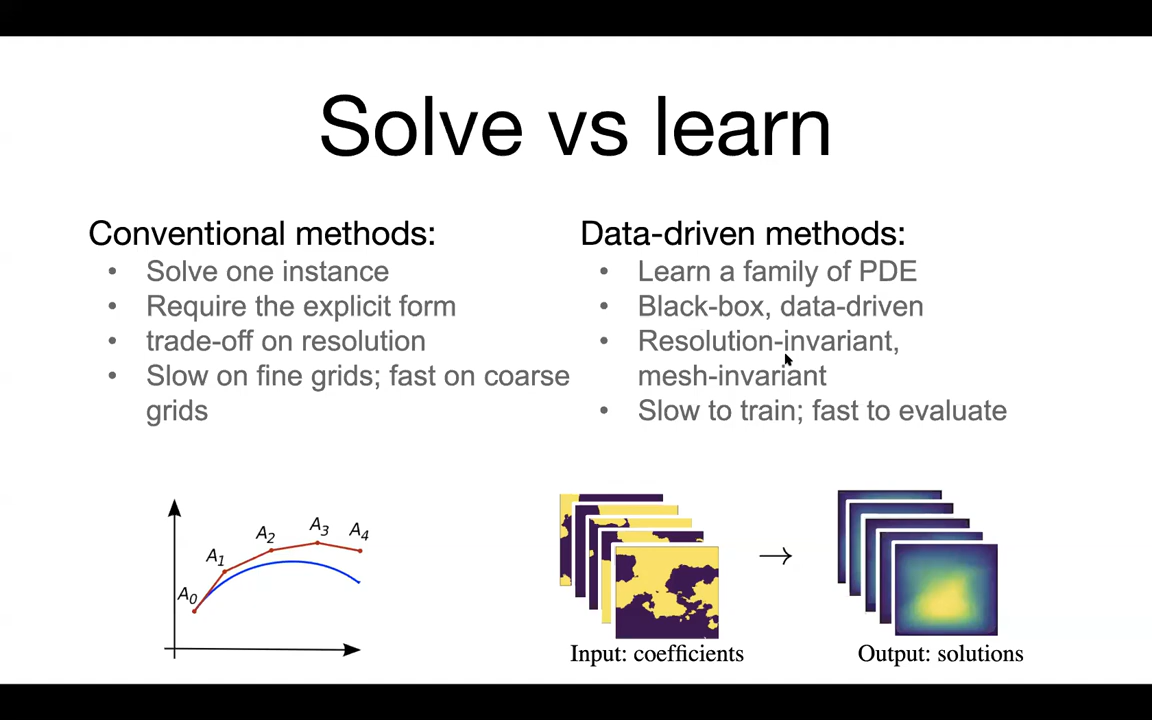 Solve vs learn
Conventional methods:
• Solve one instance
• Require the explicit form
• trade-off on resolution
• Slow on fine grids; fast on coarse
grids
Data-driven methods:
• Learn a family of PDE
• Black-box, data-driven
• Resolution-invariant,
mesh-invariant
• Slow to train; fast to evaluate
A0
A1
A2
A3
A4
→
Input: coefficients
Output: solutions